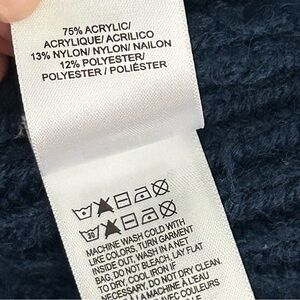 75% ACRYLIC/
ACRYLIQUE/ ACRILICO
13% NYLON/ NYLON/ NAILON
12% POLYESTER/
POLYESTER / POLIÉSTER
30
MACHINE WASH COLD WITH
LIKE COLORS, TURN GARMENT
INSIDE OUT. WASH IN A NET
BAG. DO NOT BLEACH. LAY FLAT
TO DRY. COOL IRON IF
NECESSARY. DO NOT DRY CLEAN.
LAVER À LA MACHINE À